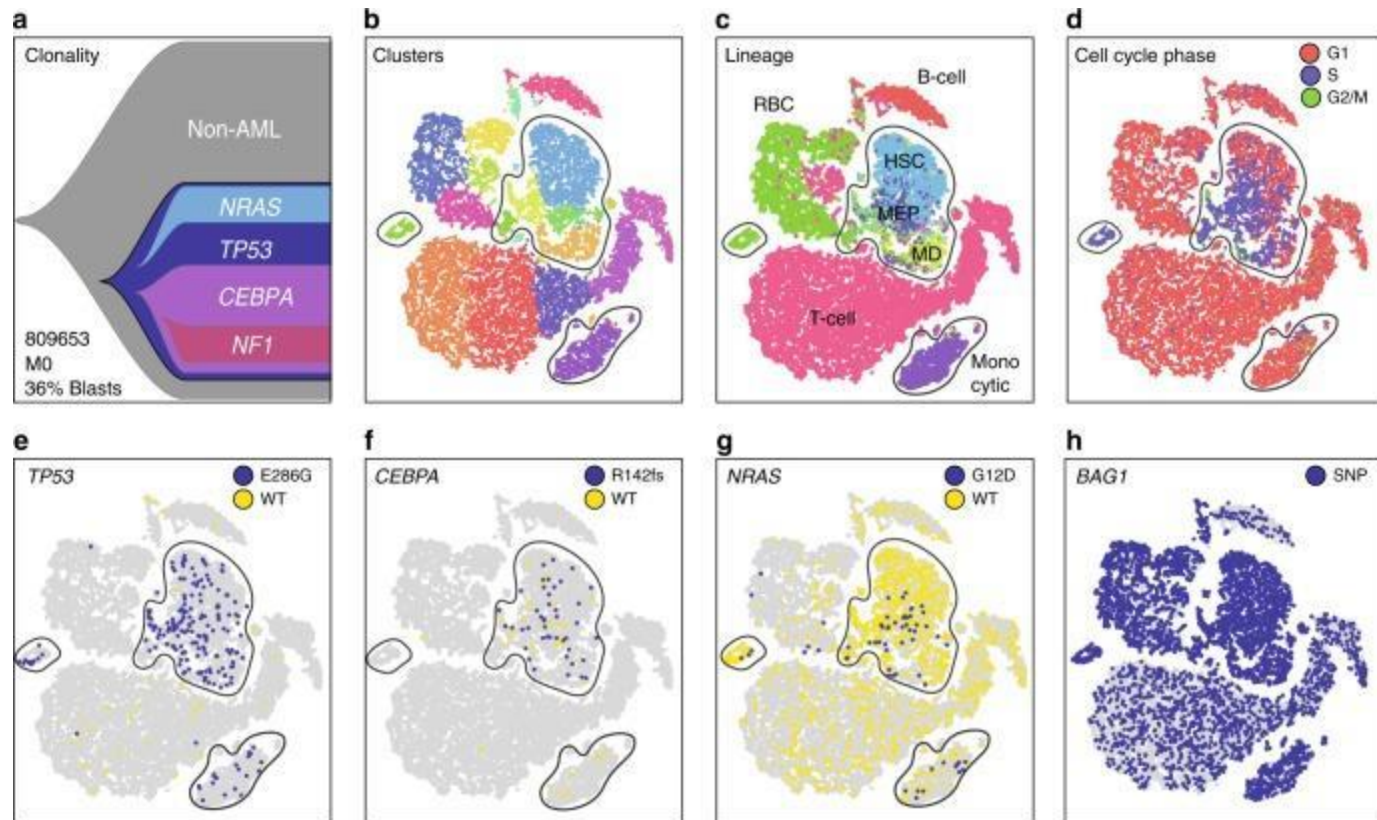 a
Clonality
Non-AML
NRAS
TP53
CEBPA
NF1
809653
M0
36% Blasts
b
Clusters
c
Lineage
B-cell
RBC
HSC
MEP
MD
T-cell
Mono
cytic
d
Cell cycle phase
G1
S
G2/M
e
TP53
E286G
WT
f
CEBPA
R142fs
WT
g
NRAS
G12D
WT
h
BAG1
SNP